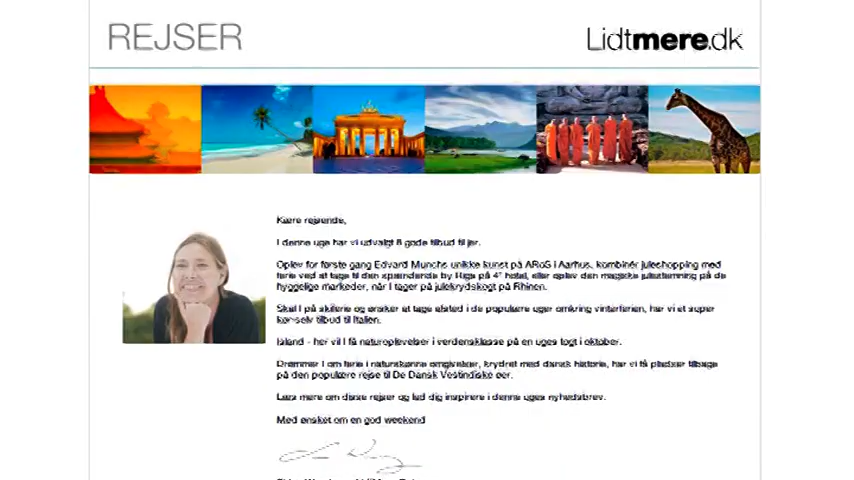 REJSER
Lidtmere.dk
Kære rejsende,
I denne uge har vi udvalgt 8 gode tilbud til jer.
Oplev for første gang Edvard Munchs unikke kunst på ARoS i Aarhus, kombinér juleshopping med
ferie ved at tage til den spændende by Riga på 4* hotel, eller oplev den magiske julestemning på de
hyggelige markeder, når I tager på julekrydstogt på Rhinen.
Skal I på skiferie og ønsker at tage afsted i de populære uger omkring vinterferien, har vi et super
kør-selv tilbud til Italien.
Island - her vil I få naturoplevelser i verdensklasse på en uges togt i oktober.
Drømmer I om ferie i naturskønne omgivelser, krydret med dansk historie, har vi få pladser tilbage
på den populære rejse til De Dansk Vestindiske øer.
Læs mere om disse rejser og lad dig inspirere i denne uges nyhedsbrev.
Med ønsket om en god weekend